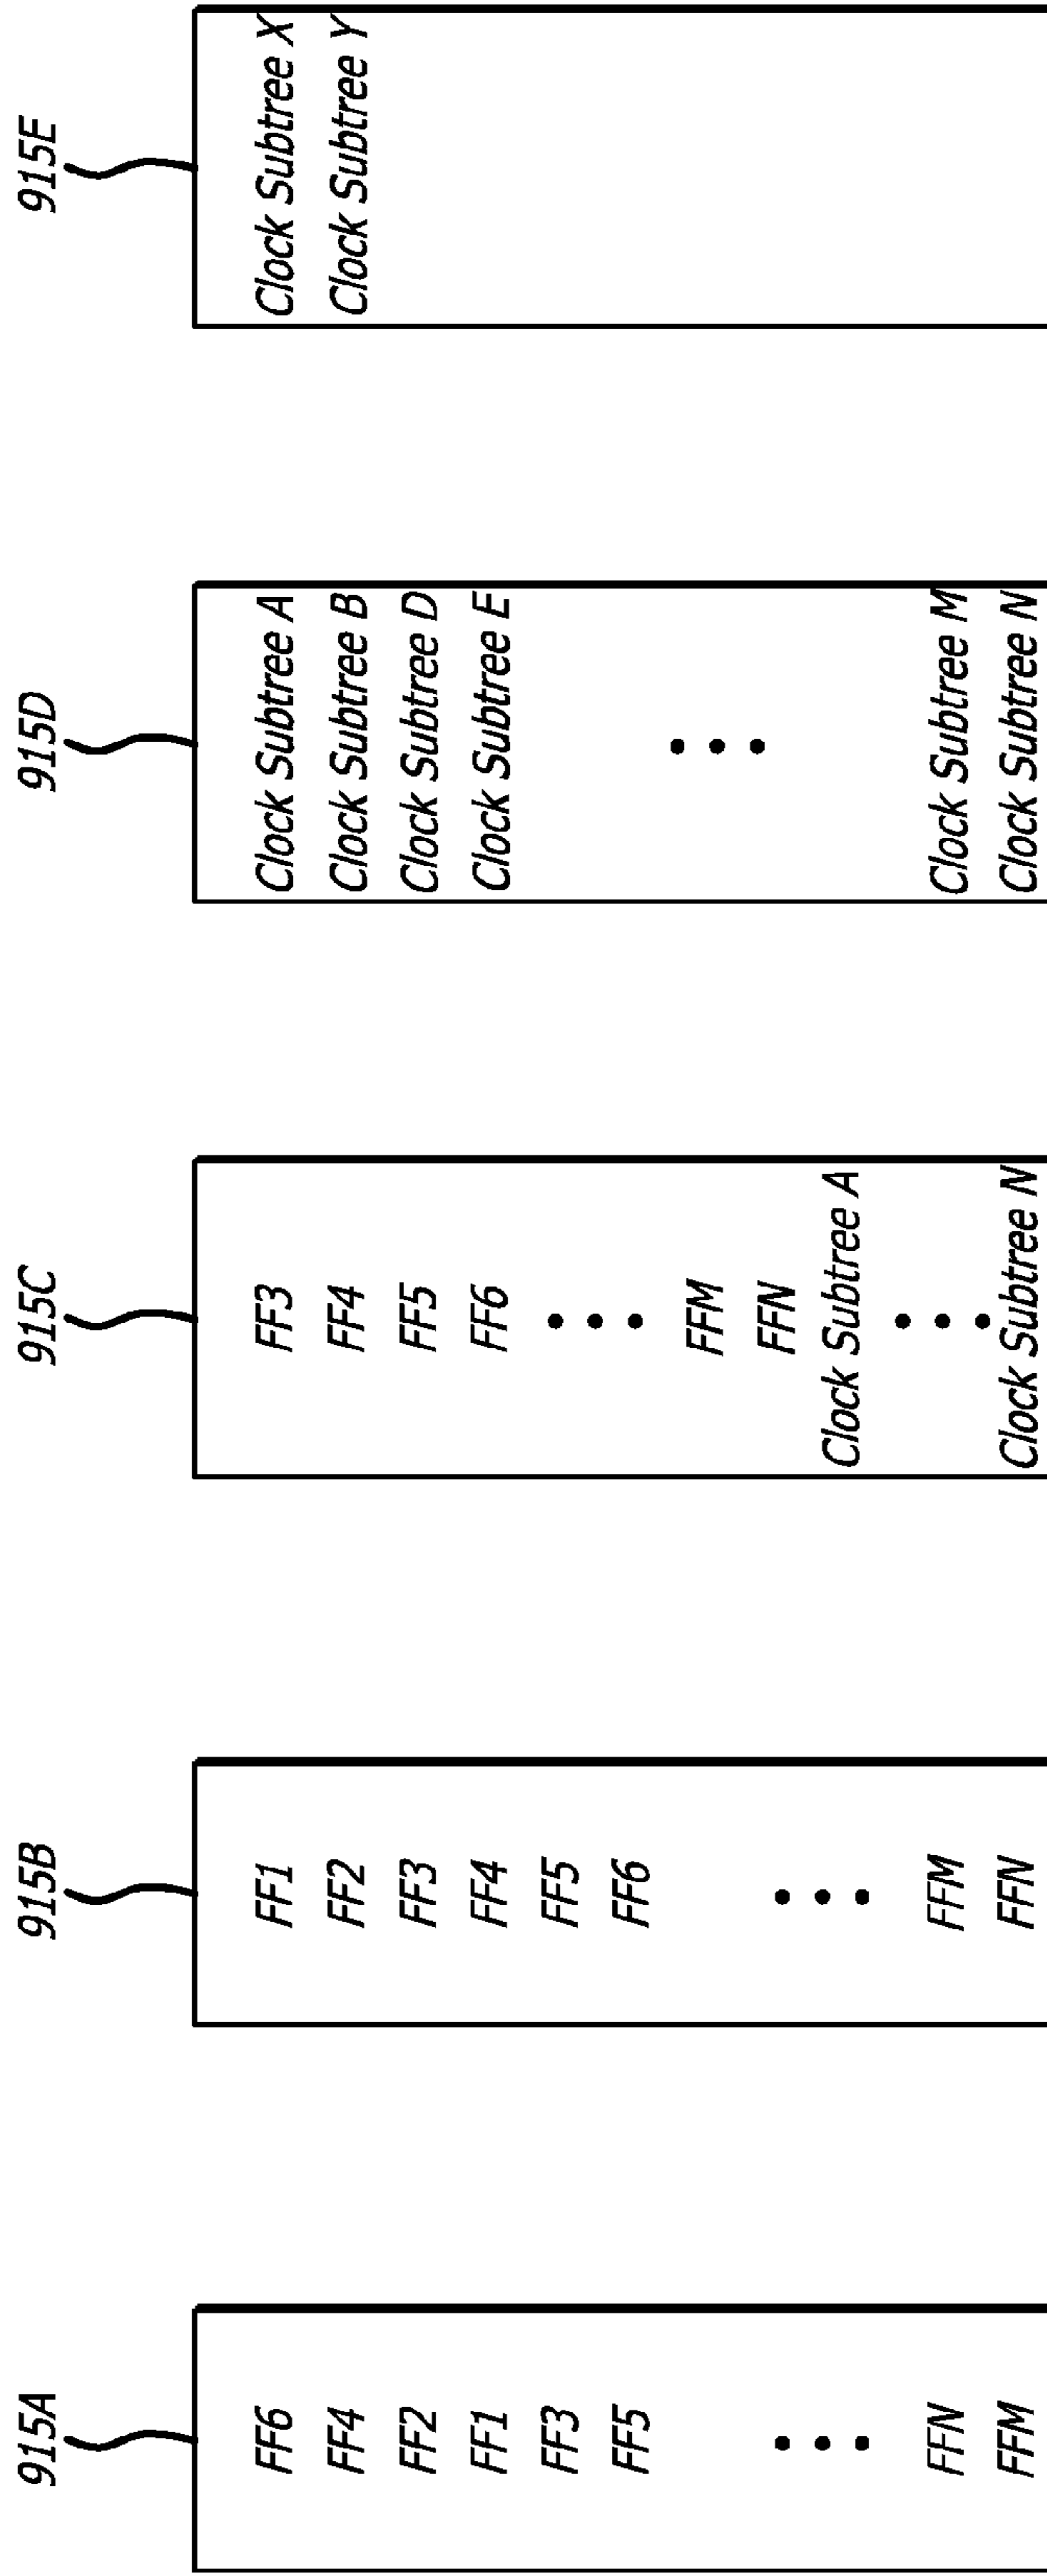 915A
FF6
FF4
FF2
FF1
FF3
FF5
FFN
FFM
915B
FF1
FF2
FF3
FF4
FF5
FF6
FFM
FFN
915C
FF3
FF4
FF5
FF6
FFM
FFN
Clock Subtree A
Clock Subtree N
915D
Clock Subtree A
Clock Subtree B
Clock Subtree D
Clock Subtree E
Clock Subtree M
Clock Subtree N
915E
Clock Subtree X
Clock Subtree Y